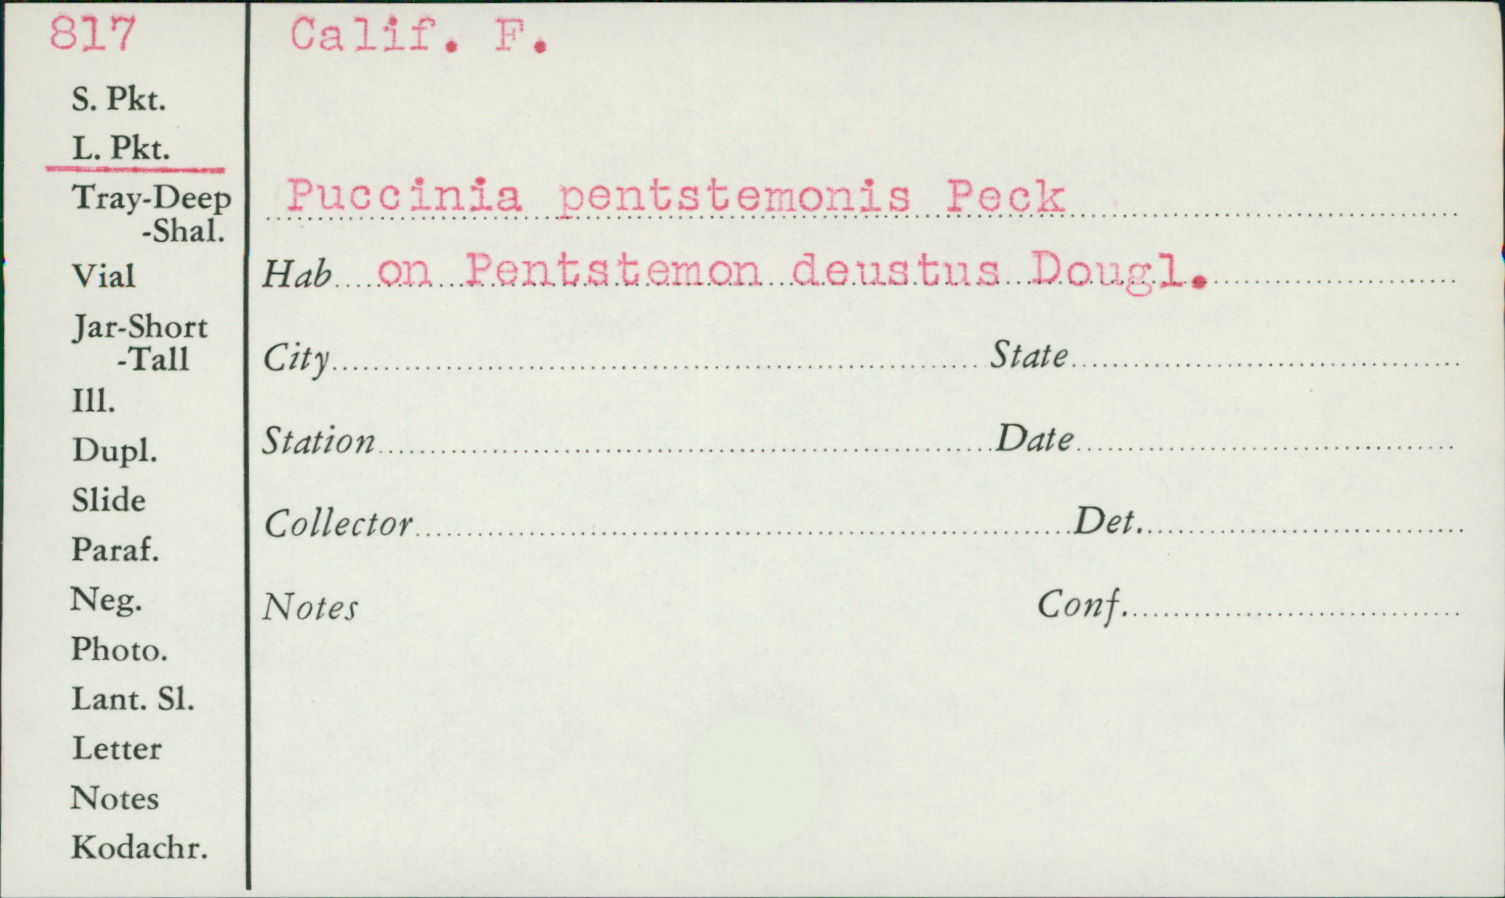 817
Calif. F.
S. Pkt.
L. Pkt.
Tray-Deep
-Shal.
Vial
Jar-Short
-Tall
Ill.
Dupl.
Slide
Paraf.
Neg.
Photo.
Lant. Sl.
Letter
Notes
Kodachr.
Puccinia pentstemonis Peck
Hab on Pentstemon deustus Dougl.
City State
Station Date
Collector Det.
Notes Conf.